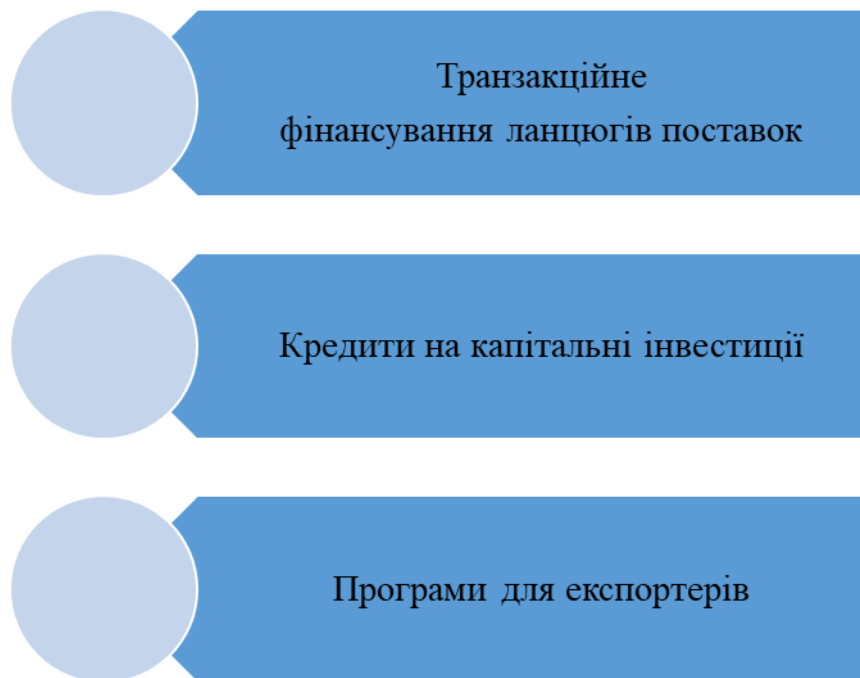 Транзакційне
фінансування ланцюгів поставок
Кредити на капітальні інвестиції
Програми для експортерів